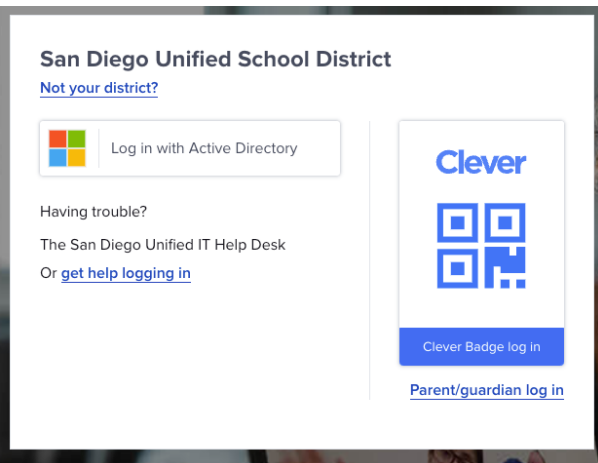 San Diego Unified School District
Not your district?
Log in with Active Directory
Having trouble?
The San Diego Unified IT Help Desk
Or get help logging in
Clever
Clever Badge log in
Parent/guardian log in